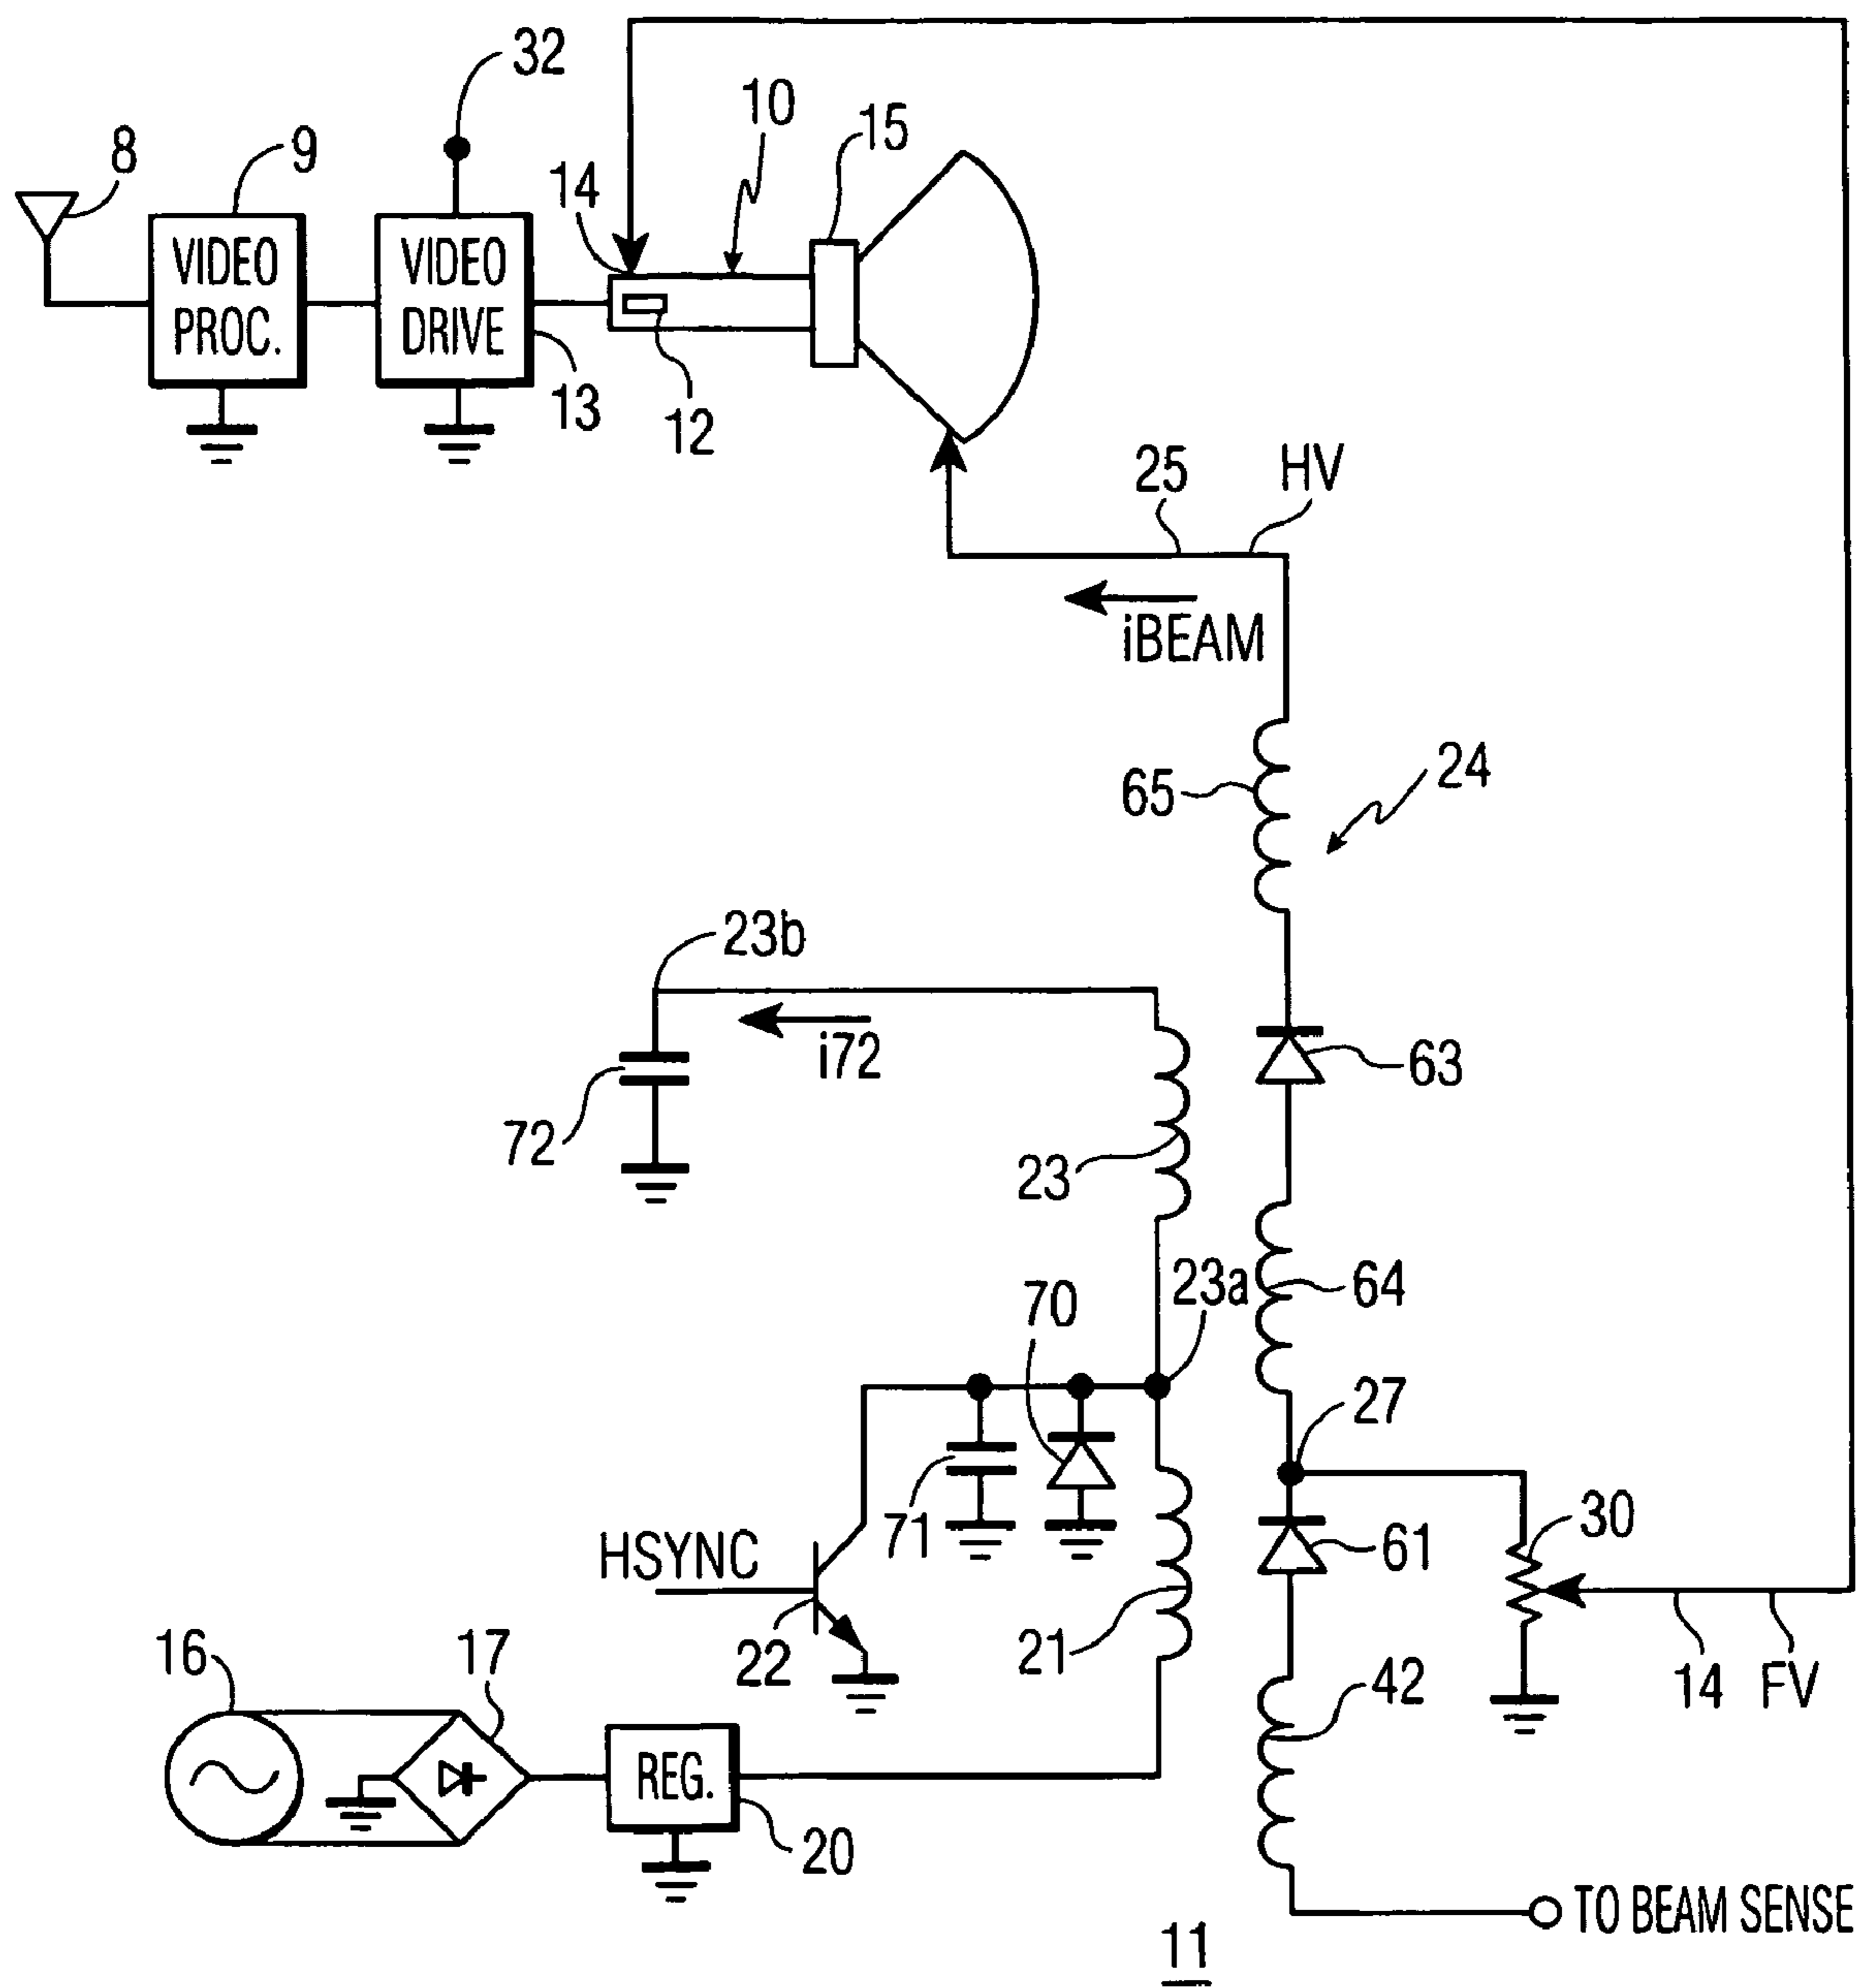 32
10
15
8
9
14
VIDEO
PROC.
VIDEO
DRIVE
13
12
25
HV
iBEAM
65
24
23b
i72
63
72
23
23a
64
70
27
71
30
HSYNC
61
22
21
16
17
42
14
FV
REG.
20
TO BEAM SENSE
11